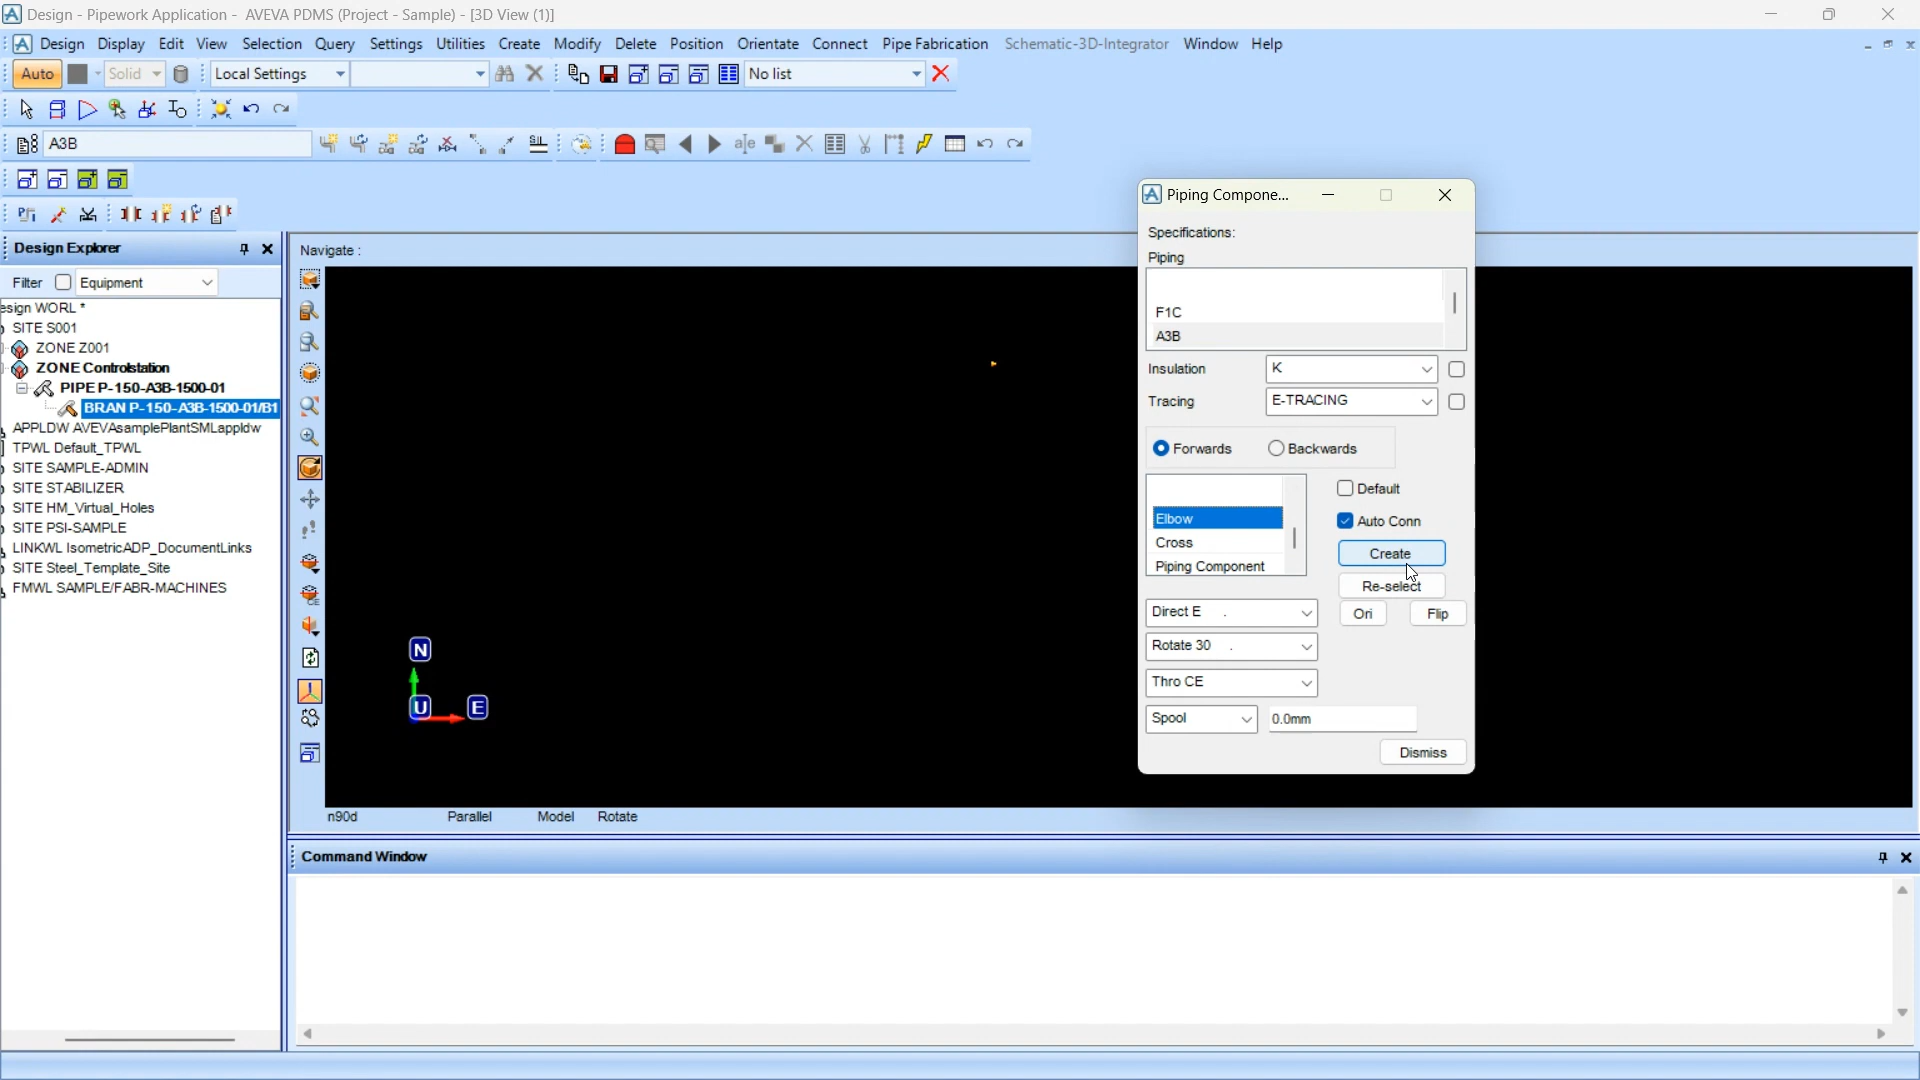 Design - Pipework Application - AVEVA PDMS (Project - Sample) - [3D View (1)]
Design Display Edit View Selection Query Settings Utilities Create Modify Delete Position Orientate Connect Pipe Fabrication Schematic-3D-Integrator Window Help
Auto Solid Local Settings No list
A3B
Design Explorer
Navigate :
Filter Equipment
esign WORL *
SITE S001
ZONE Z001
ZONE Controlstation
PIPE P-150-A3B-1500-01
BRAN P-150-A3B-1500-01/B1
APPLDW AVEVAsamplePlantSMLappldw
TPWL Default_TPWL
SITE SAMPLE-ADMIN
SITE STABILIZER
SITE HM_Virtual_Holes
SITE PSI-SAMPLE
LINKWL IsometricADP_DocumentLinks
SITE Steel_Template_Site
FMWL SAMPLE/FABR-MACHINES
N
U E
n90d Parallel Model Rotate
Command Window
Piping Compone...
Specifications:
Piping
F1C
A3B
Insulation K
Tracing E-TRACING
Forwards Backwards
Default
Elbow
Auto Conn
Cross
Create
Piping Component
Re-select
Direct E .
Ori Flip
Rotate 30 .
Thro CE
Spool 0.0mm
Dismiss